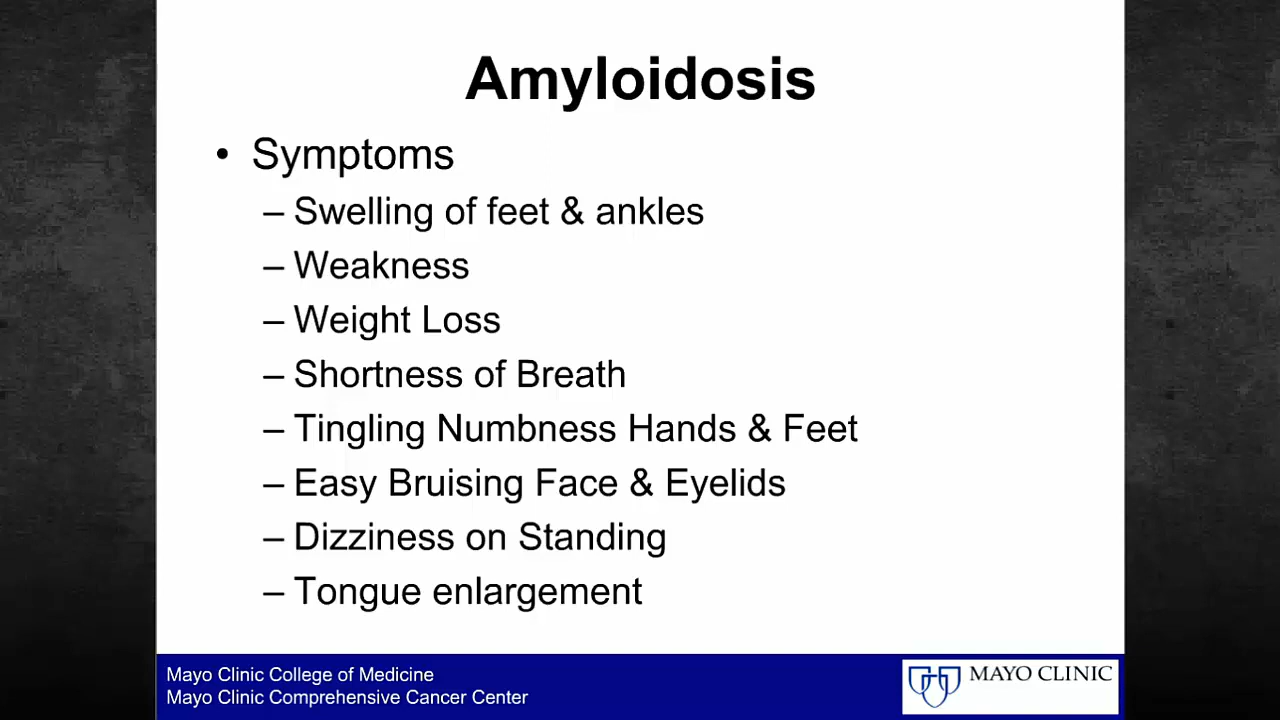 Amyloidosis
• Symptoms
– Swelling of feet & ankles
– Weakness
– Weight Loss
– Shortness of Breath
– Tingling Numbness Hands & Feet
– Easy Bruising Face & Eyelids
– Dizziness on Standing
– Tongue enlargement
Mayo Clinic College of Medicine
Mayo Clinic Comprehensive Cancer Center
MAYO CLINIC